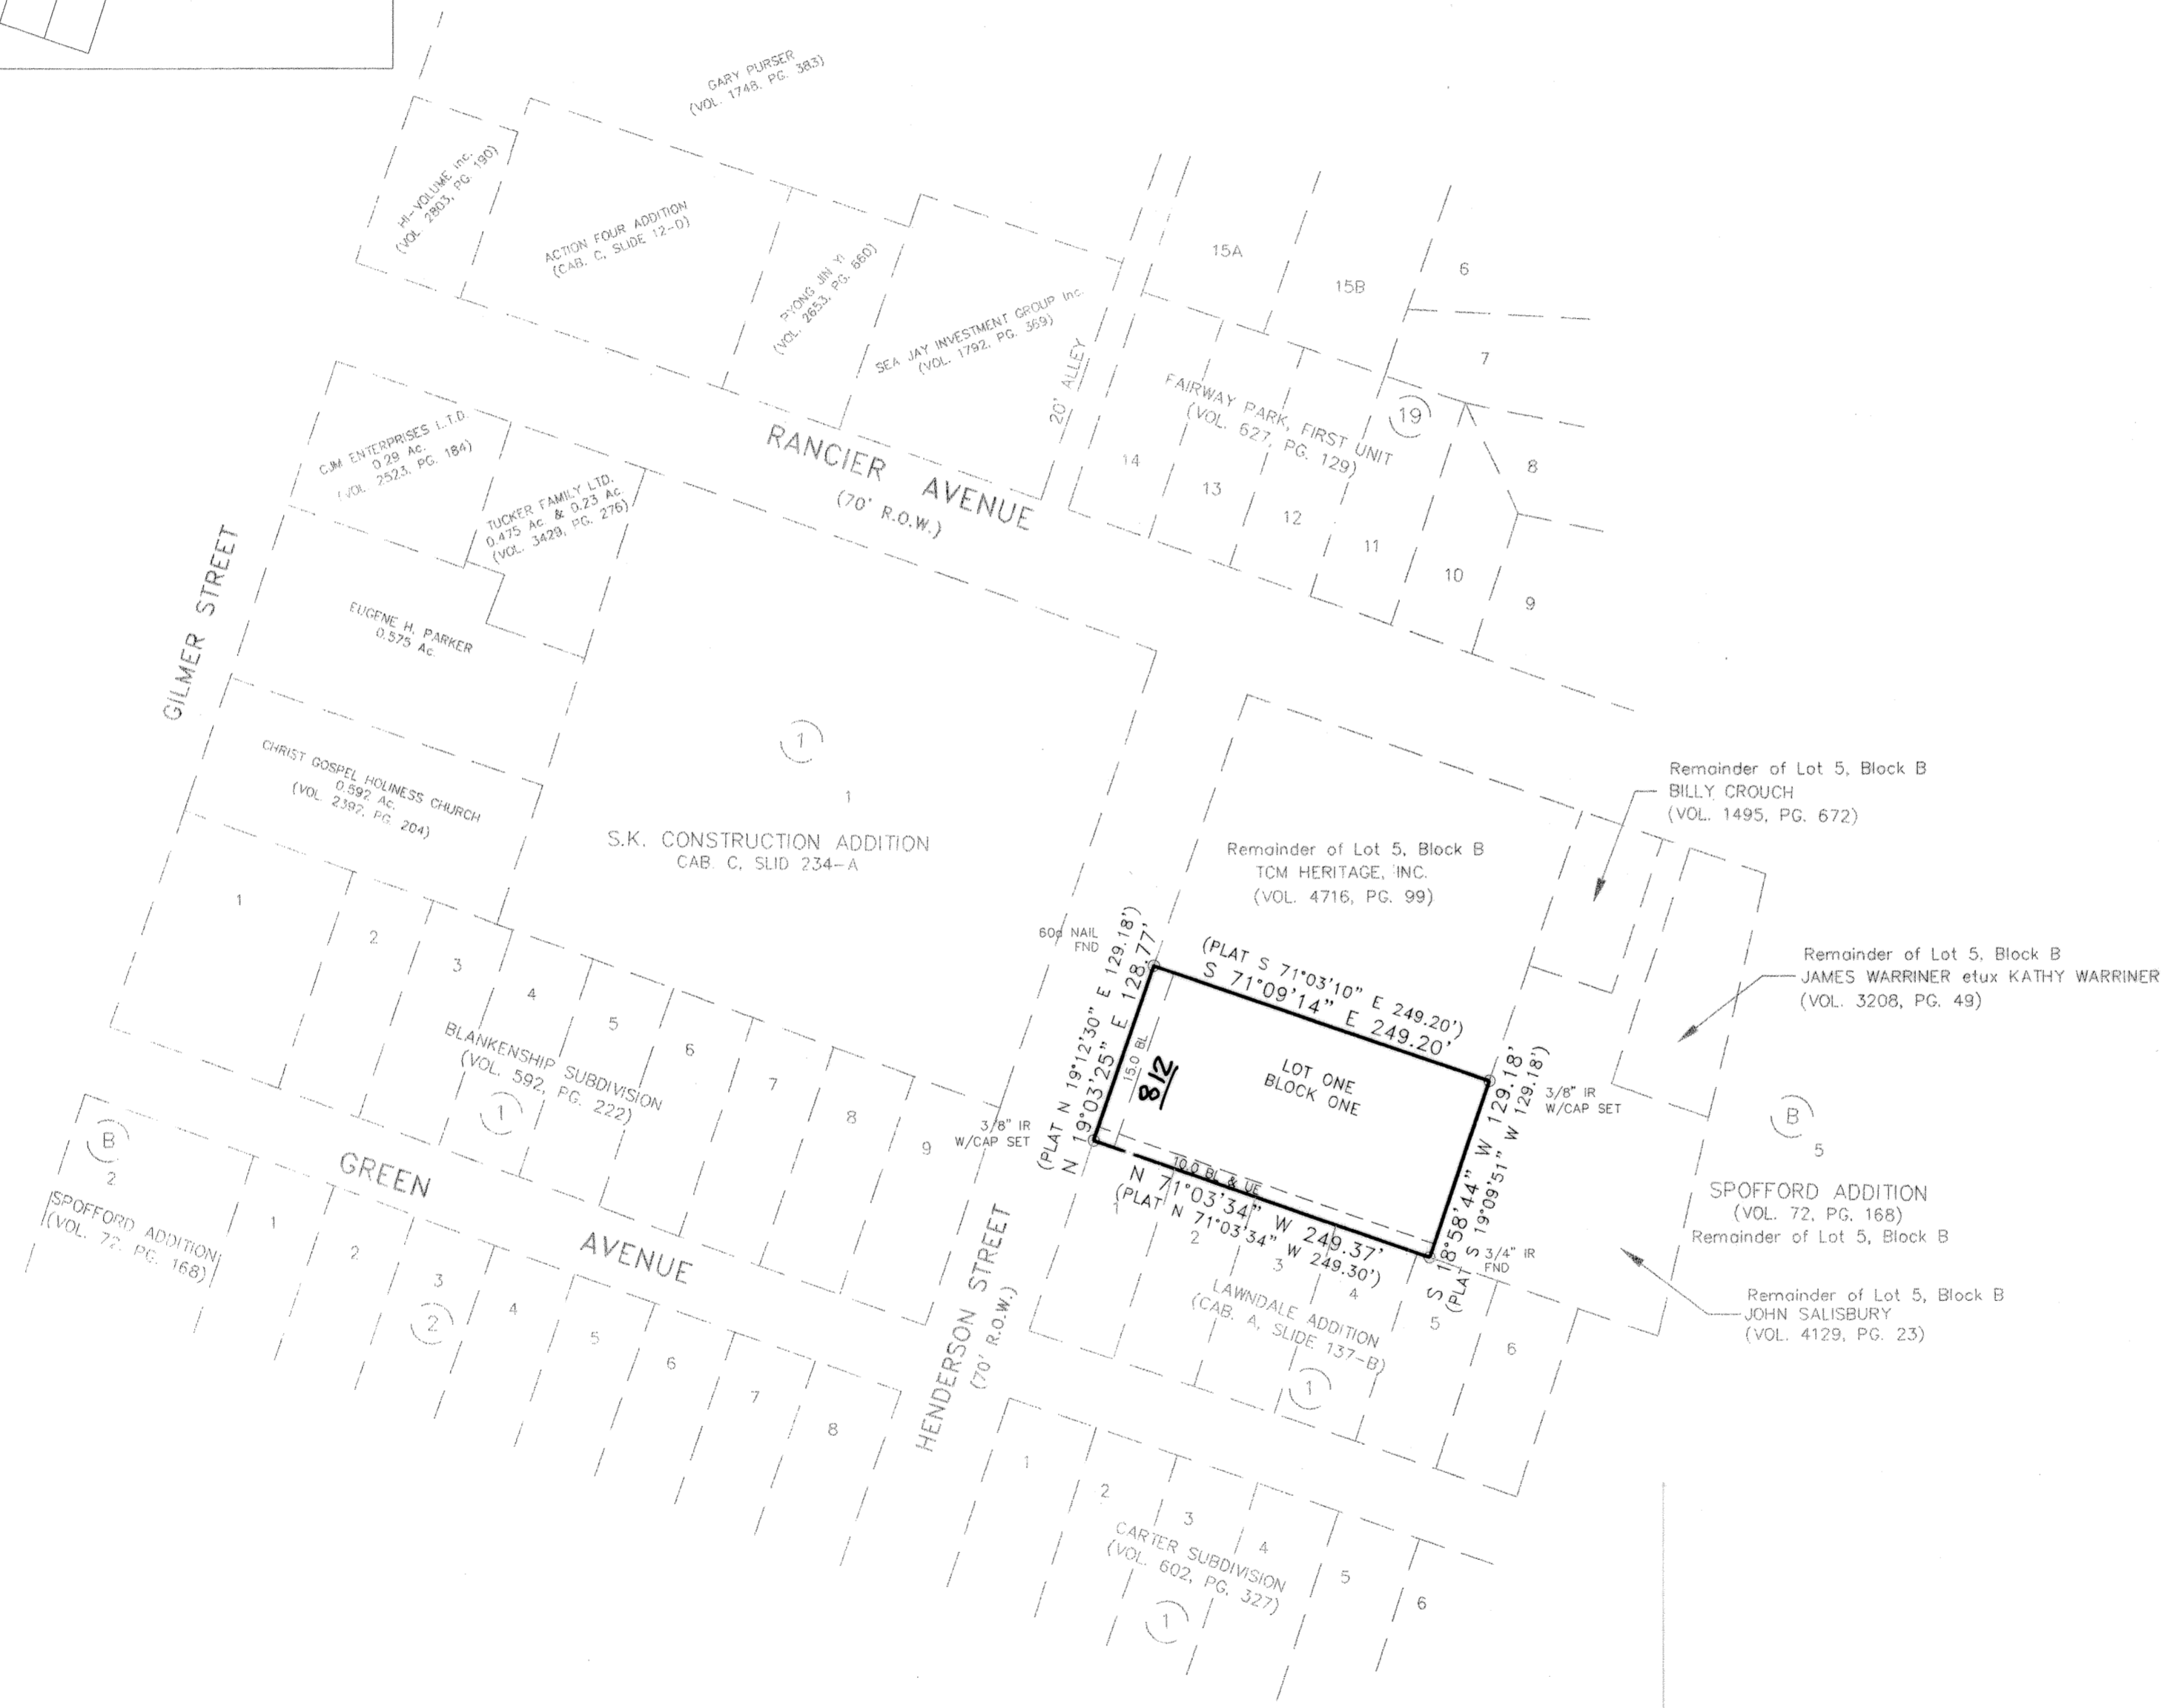 GARY PURSER
(VOL. 1748, PG. 383)
HI-VOLUME Inc.
(VOL. 2803, PG. 190)
ACTION FOUR ADDITION
(CAB. C, SLIDE 12-D)
PYONG JIN YI
(VOL. 2653, PG. 660)
SEA JAY INVESTMENT GROUP Inc.
(VOL. 1792, PG. 369)
20' ALLEY
15A
15B
6
7
8
9
10
11
12
13
14
FAIRWAY PARK, FIRST UNIT
(VOL. 627, PG. 129)
19
RANCIER AVENUE
(70' R.O.W.)
CJM ENTERPRISES L.T.D.
0.29 Ac.
(VOL. 2523, PG. 184)
TUCKER FAMILY LTD.
0.475 Ac. & 0.23 Ac.
(VOL. 3429, PG. 276)
GILMER STREET
EUGENE H. PARKER
0.575 Ac.
CHRIST GOSPEL HOLINESS CHURCH
0.592 Ac.
(VOL. 2392, PG. 204)
1
1
S.K. CONSTRUCTION ADDITION
CAB. C, SLID 234-A
Remainder of Lot 5, Block B
TCM HERITAGE, INC.
(VOL. 4716, PG. 99)
Remainder of Lot 5, Block B
BILLY CROUCH
(VOL. 1495, PG. 672)
Remainder of Lot 5, Block B
JAMES WARRINER etux KATHY WARRINER
(VOL. 3208, PG. 49)
60d NAIL
FND
(PLAT N 19°12'30" E 129.18')
N 19°03'25" E 128.77'
(PLAT S 71°03'10" E 249.20')
S 71°09'14" E 249.20'
15.0 BL
812
LOT ONE
BLOCK ONE
S 18°58'44" W 129.18'
(PLAT S 19°09'51" W 129.18')
3/8" IR
W/CAP SET
10.0 BL & UE
N 71°03'34" W 249.37'
(PLAT N 71°03'34" W 249.30')
3/4" IR
FND
3/8" IR
W/CAP SET
1
2
3
4
5
6
7
8
9
BLANKENSHIP SUBDIVISION
(VOL. 592, PG. 222)
1
B
2
SPOFFORD ADDITION
(VOL. 72, PG. 168)
GREEN AVENUE
1
2
3
4
5
6
7
8
2
HENDERSON STREET
(70' R.O.W.)
1
2
3
4
5
6
LAWNDALE ADDITION
(CAB. A, SLIDE 137-B)
1
B
5
SPOFFORD ADDITION
(VOL. 72, PG. 168)
Remainder of Lot 5, Block B
Remainder of Lot 5, Block B
JOHN SALISBURY
(VOL. 4129, PG. 23)
1
2
3
4
5
6
CARTER SUBDIVISION
(VOL. 602, PG. 327)
1